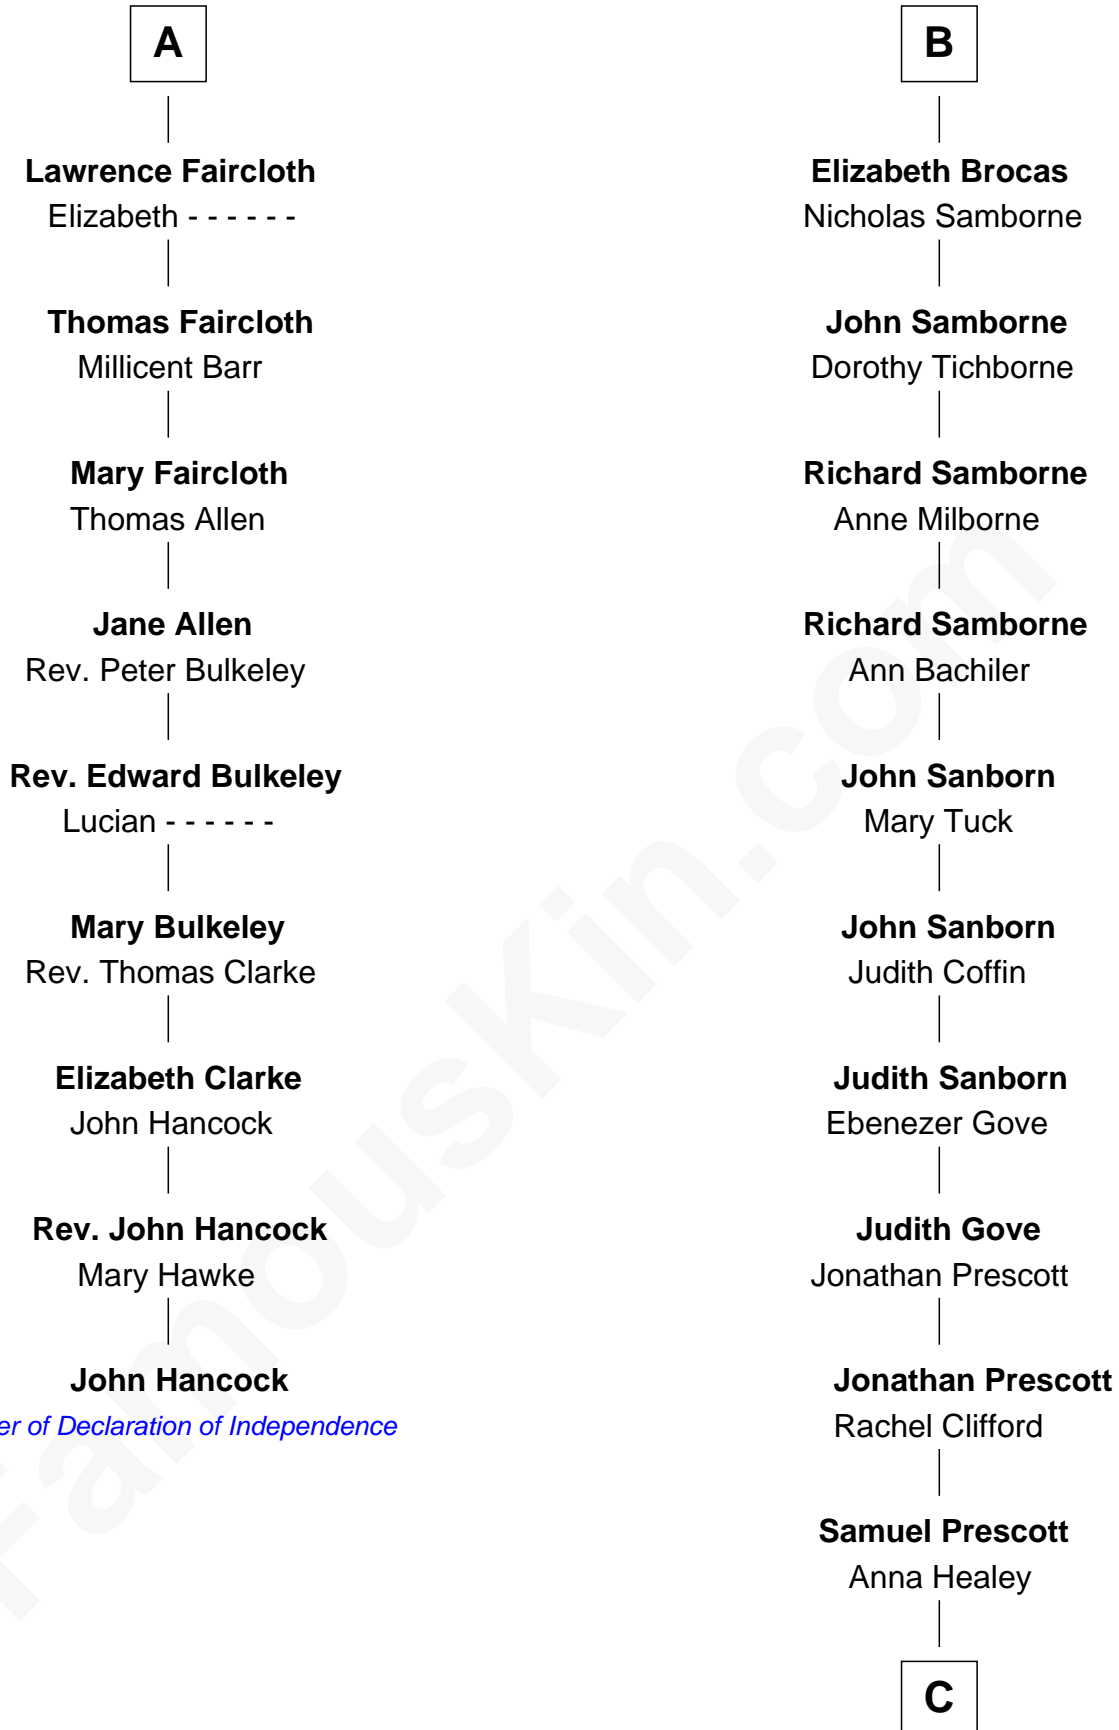 A
Lawrence Faircloth
Elizabeth - - - - - -
Thomas Faircloth
Millicent Barr
Mary Faircloth
Thomas Allen
Jane Allen
Rev. Peter Bulkeley
Rev. Edward Bulkeley
Lucian - - - - - -
Mary Bulkeley
Rev. Thomas Clarke
Elizabeth Clarke
John Hancock
Rev. John Hancock
Mary Hawke
John Hancock
of Declaration of Independence
B
Elizabeth Brocas
Nicholas Samborne
John Samborne
Dorothy Tichborne
Richard Samborne
Anne Milborne
Richard Samborne
Ann Bachiler
John Sanborn
Mary Tuck
John Sanborn
Judith Coffin
Judith Sanborn
Ebenezer Gove
Judith Gove
Jonathan Prescott
Jonathan Prescott
Rachel Clifford
Samuel Prescott
Anna Healey
C
FamousKin.com